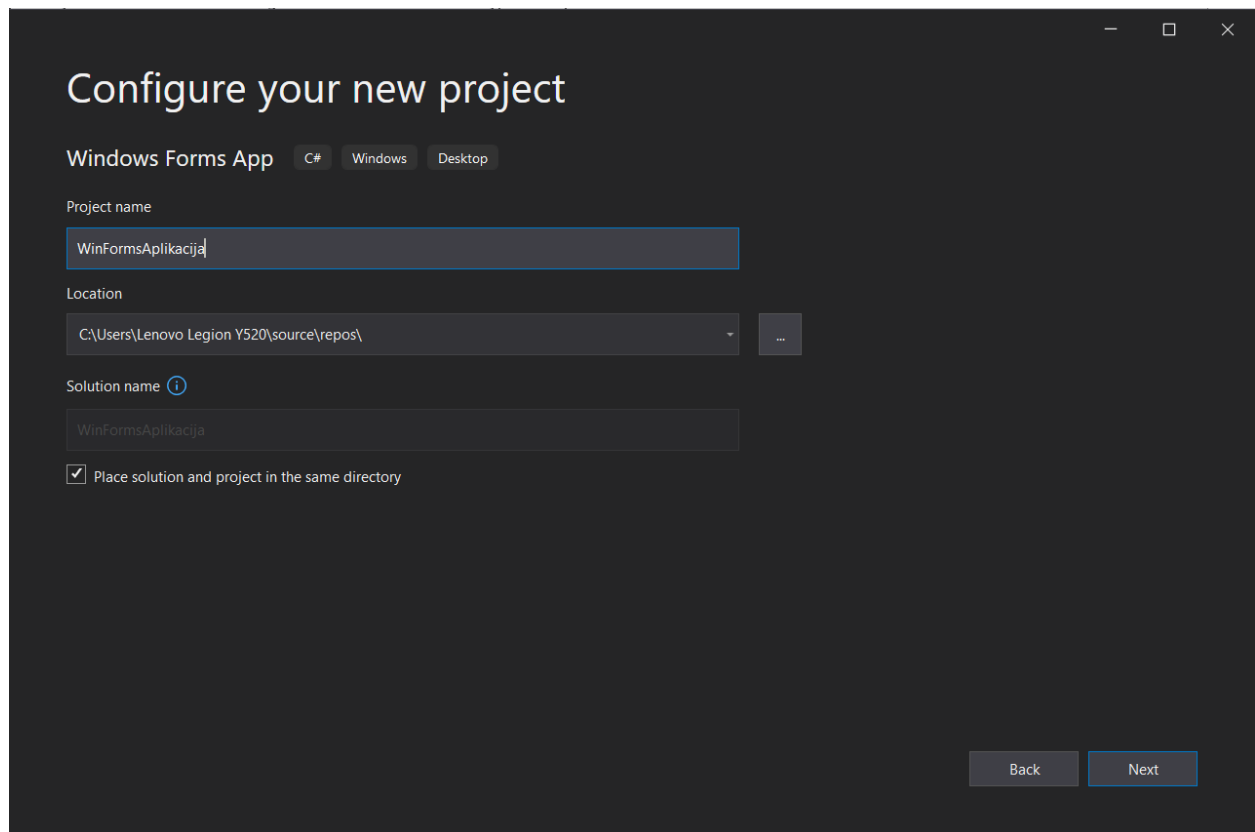 Configure your new project
Windows Forms App C# Windows Desktop
Project name
WinFormsAplikacija
Location
C:\Users\Lenovo Legion Y520\source\repos\
...
Solution name
WinFormsAplikacija
Place solution and project in the same directory
Back Next